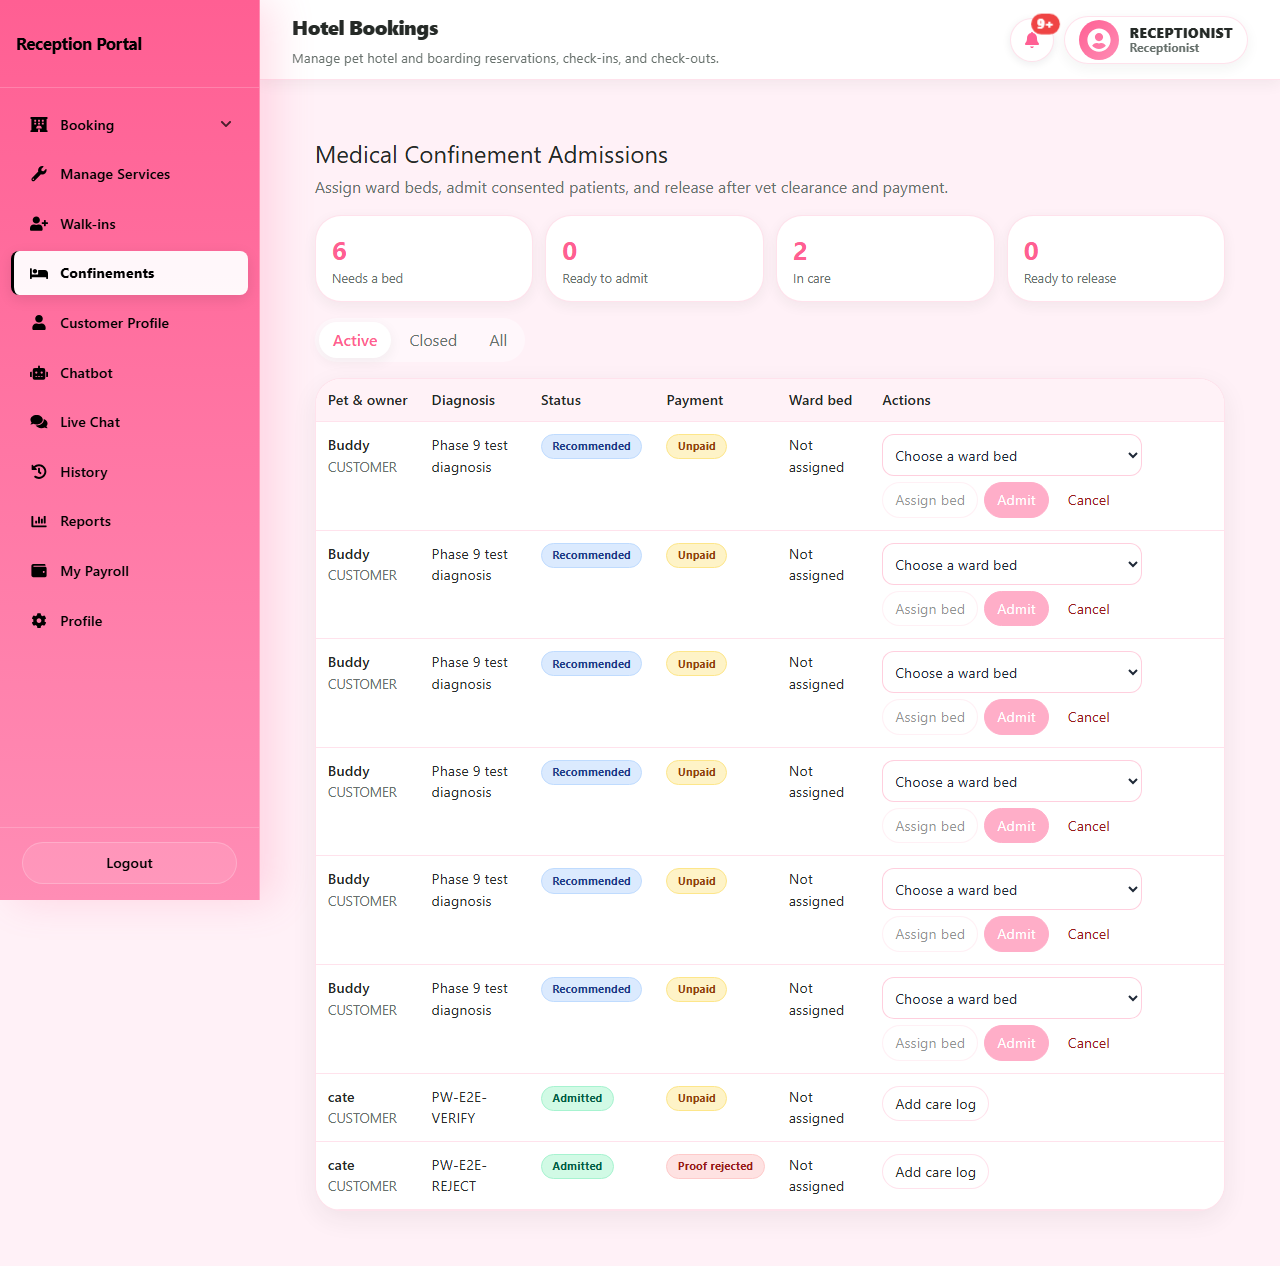 Reception Portal
Booking
Manage Services
Walk-ins
Confinements
Customer Profile
Chatbot
Live Chat
History
Reports
My Payroll
Profile
Logout
Hotel Bookings
Manage pet hotel and boarding reservations, check-ins, and check-outs.
9+
RECEPTIONIST
Receptionist
Medical Confinement Admissions
Assign ward beds, admit consented patients, and release after vet clearance and payment.
6
Needs a bed
0
Ready to admit
2
In care
0
Ready to release
Active Closed All
Pet & owner Diagnosis Status Payment Ward bed Actions
Buddy Phase 9 test Recommended Unpaid Not Choose a ward bed
CUSTOMER diagnosis assigned
Assign bed Admit Cancel
Buddy Phase 9 test Recommended Unpaid Not Choose a ward bed
CUSTOMER diagnosis assigned
Assign bed Admit Cancel
Buddy Phase 9 test Recommended Unpaid Not Choose a ward bed
CUSTOMER diagnosis assigned
Assign bed Admit Cancel
Buddy Phase 9 test Recommended Unpaid Not Choose a ward bed
CUSTOMER diagnosis assigned
Assign bed Admit Cancel
Buddy Phase 9 test Recommended Unpaid Not Choose a ward bed
CUSTOMER diagnosis assigned
Assign bed Admit Cancel
Buddy Phase 9 test Recommended Unpaid Not Choose a ward bed
CUSTOMER diagnosis assigned
Assign bed Admit Cancel
cate PW-E2E- Admitted Unpaid Not Add care log
CUSTOMER VERIFY assigned
cate PW-E2E- Admitted Proof rejected Not Add care log
CUSTOMER REJECT assigned